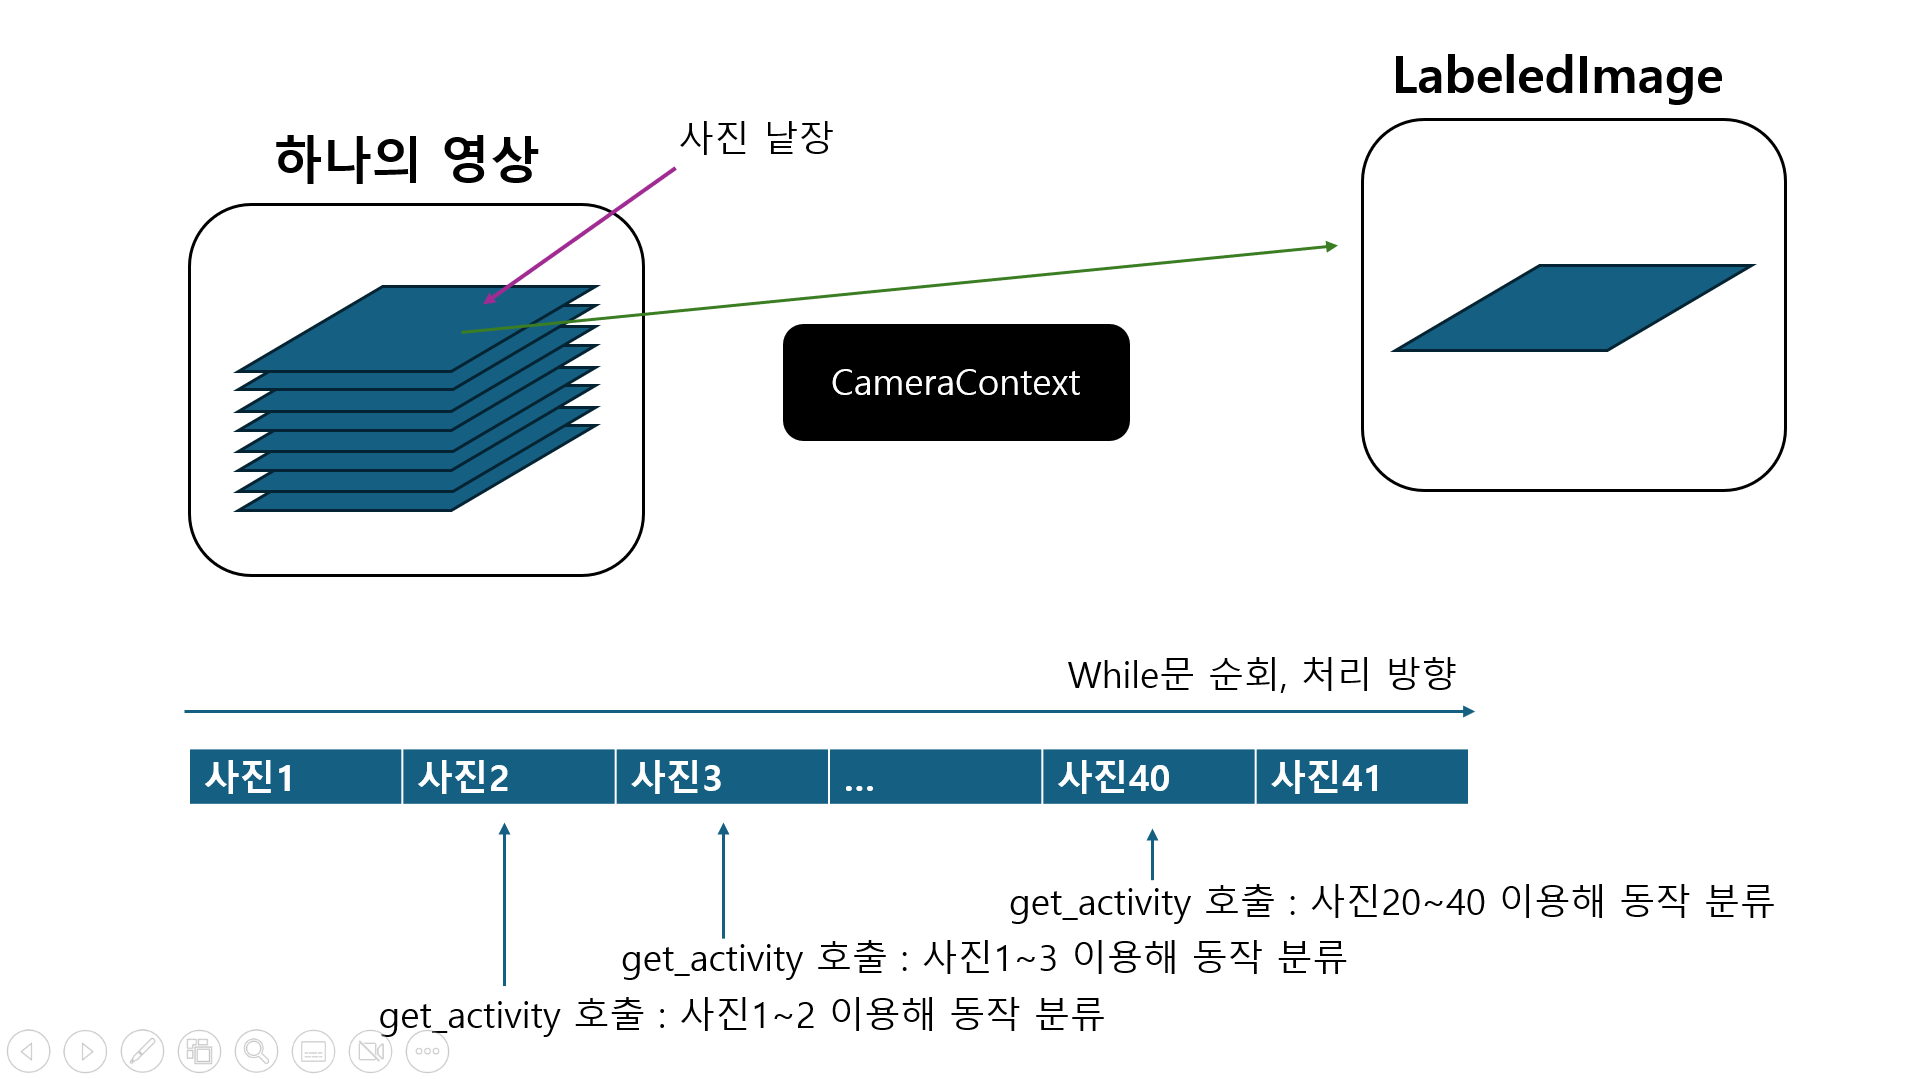 LabeledImage
사진 낱장
하나의 영상
CameraContext
While문 순회, 처리 방향
사진1 사진2 사진3 ... 사진40 사진41
get_activity 호출 : 사진20~40 이용해 동작 분류
get_activity 호출 : 사진1~3 이용해 동작 분류
get_activity 호출 : 사진1~2 이용해 동작 분류